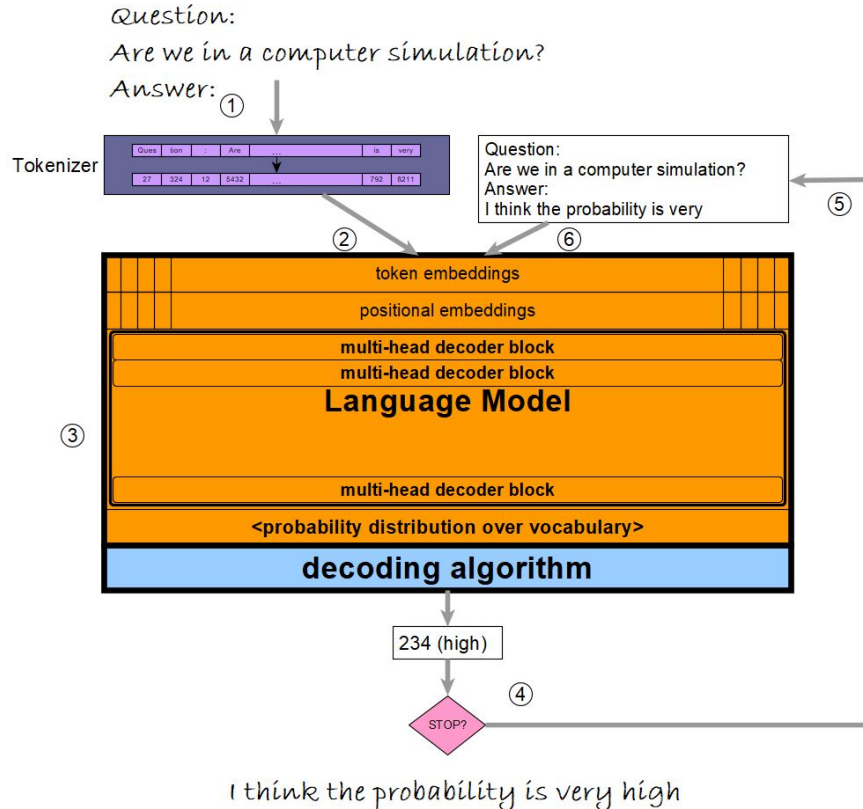 Question:
Are we in a computer simulation?
Answer:
①
Tokenizer
Ques tion : Are ... is very
27 324 12 5432 ... 792 8211
Question:
Are we in a computer simulation?
Answer:
I think the probability is very
⑤
②
⑥
token embeddings
positional embeddings
multi-head decoder block
multi-head decoder block
Language Model
③
multi-head decoder block
<probability distribution over vocabulary>
decoding algorithm
234 (high)
④
STOP?
I think the probability is very high